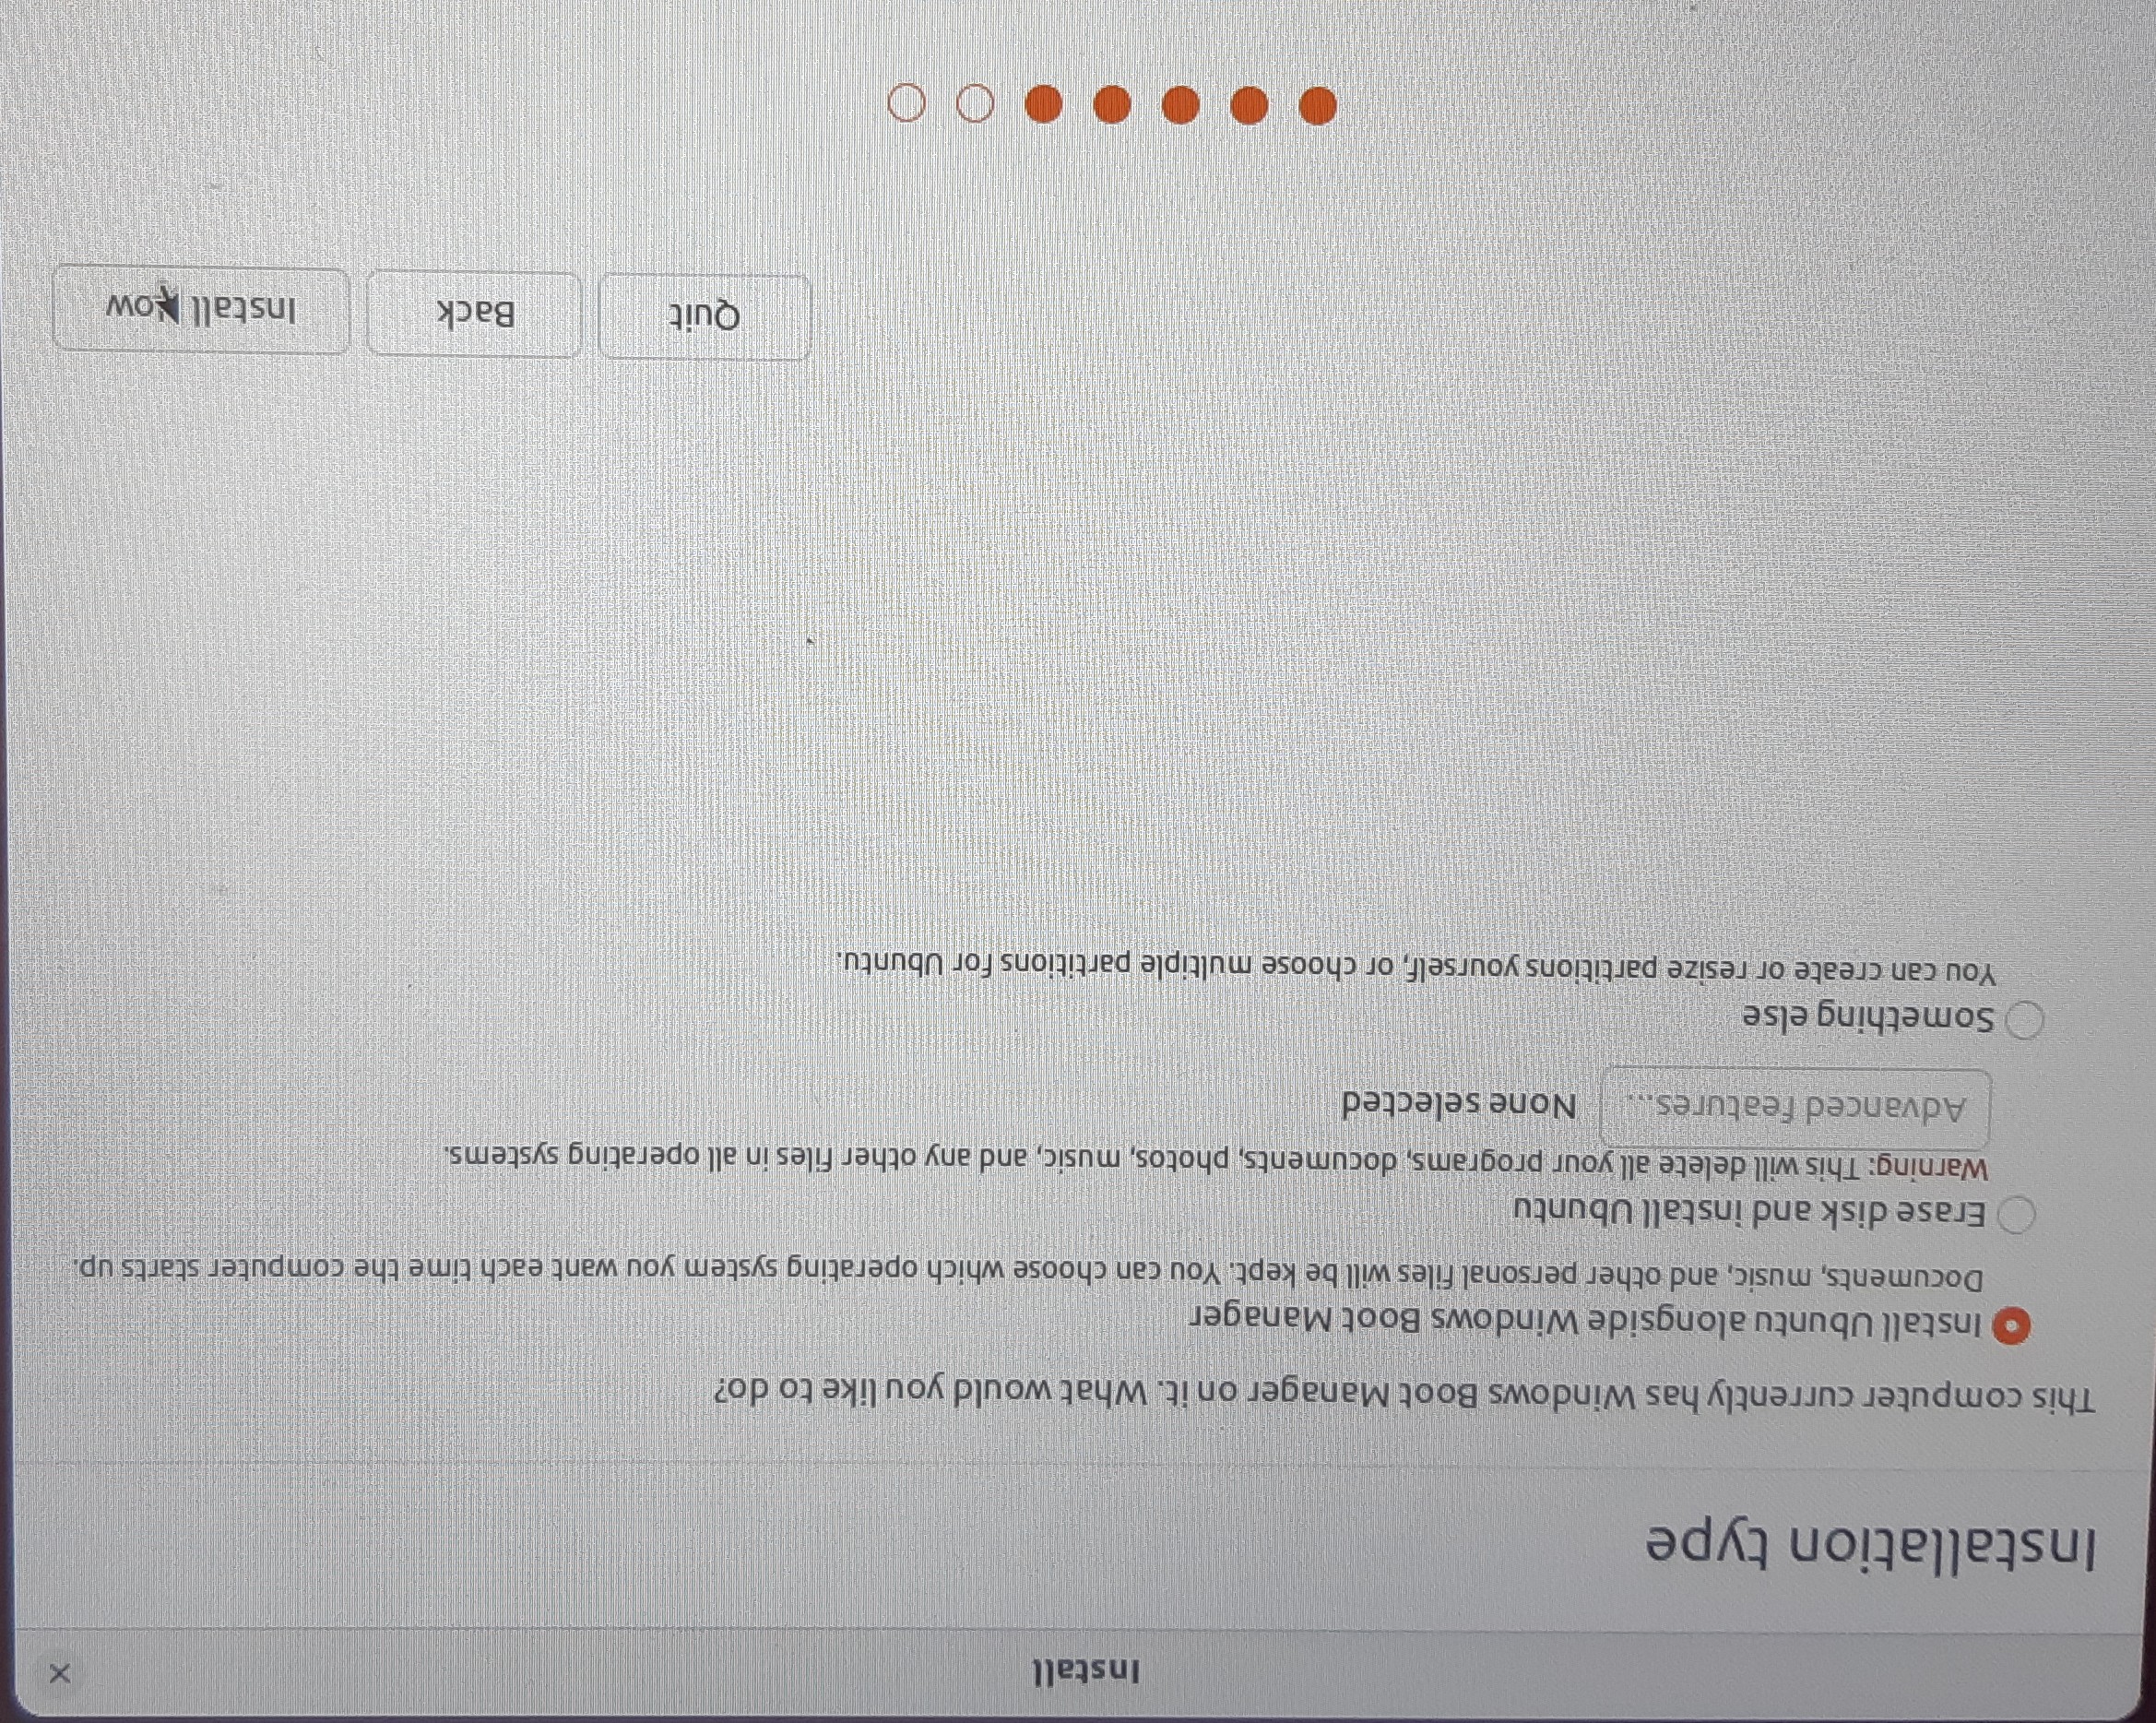 Install
Installation type
This computer currently has Windows Boot Manager on it. What would you like to do?
Install Ubuntu alongside Windows Boot Manager
Documents, music, and other personal files will be kept. You can choose which operating system you want each time the computer starts up.
Erase disk and install Ubuntu
Warning: This will delete all your programs, documents, photos, music, and any other files in all operating systems.
Advanced features... None selected
Something else
You can create or resize partitions yourself, or choose multiple partitions for Ubuntu.
Quit Back Install Now